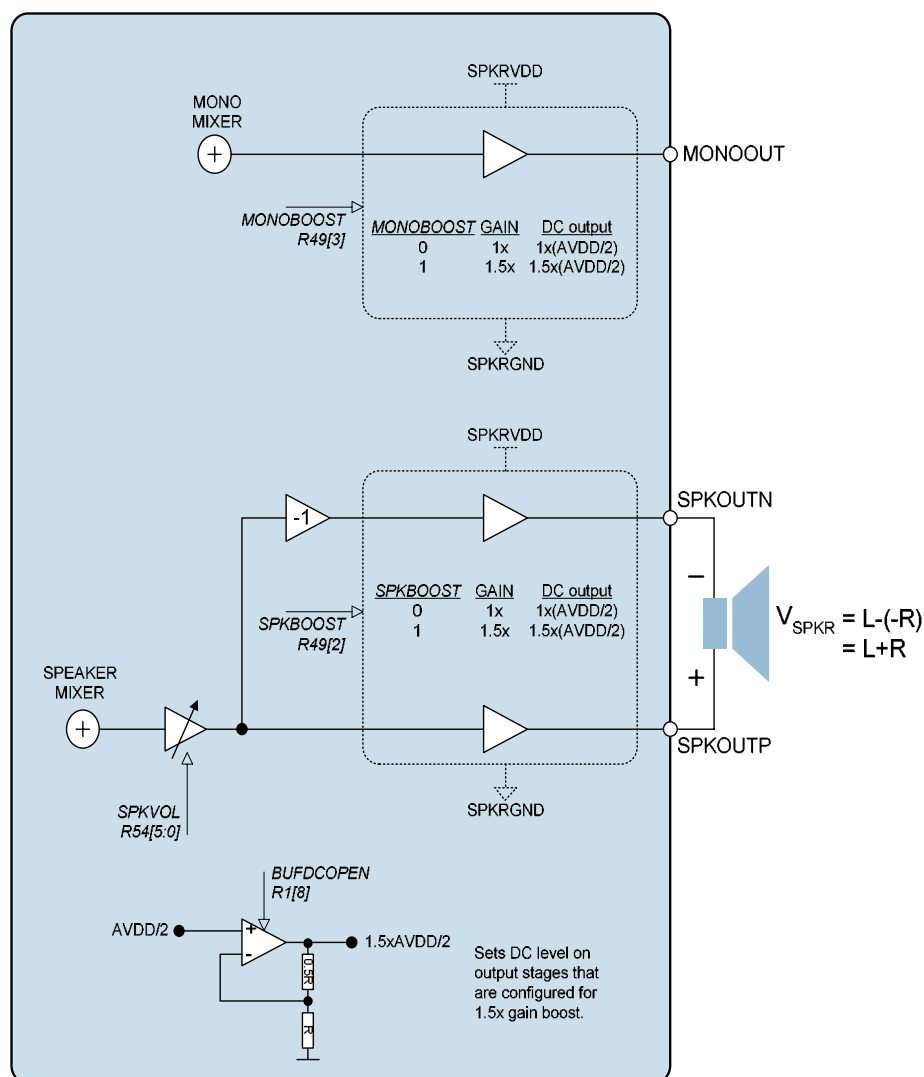 SPKRVDD
MONO
MIXER
+
MONOOUT
MONOBOOST
R49[3]
MONOBOOST GAIN DC output
0 1x 1x(AVDD/2)
1 1.5x 1.5x(AVDD/2)
SPKRGND
SPKRVDD
SPKOUTN
-1
SPKBOOST
R49[2]
SPKBOOST GAIN DC output
0 1x 1x(AVDD/2)
1 1.5x 1.5x(AVDD/2)
−
+
VSPKR = L-(-R)
= L+R
SPEAKER
MIXER
+
SPKOUTP
SPKRGND
SPKVOL
R54[5:0]
BUFDCOPEN
R1[8]
AVDD/2
+
-
1.5xAVDD/2
0.5R
R
Sets DC level on
output stages that
are configured for
1.5x gain boost.